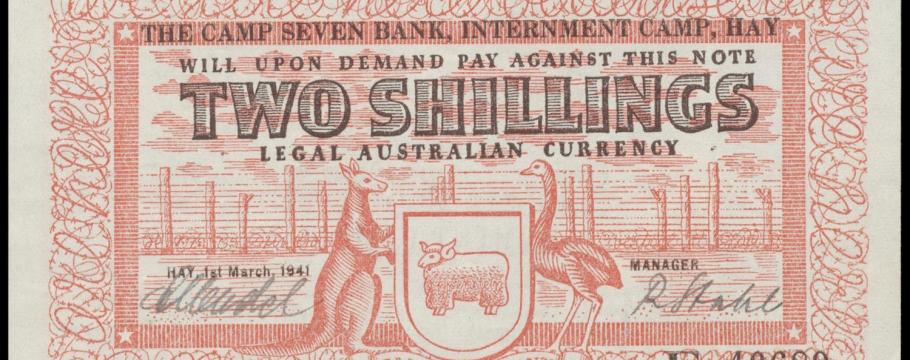 THE CAMP SEVEN BANK, INTERNMENT CAMP, HAY
WILL UPON DEMAND PAY AGAINST THIS NOTE
TWO SHILLINGS
LEGAL AUSTRALIAN CURRENCY
HAY, 1st March, 1941
MANAGER
R Stahl